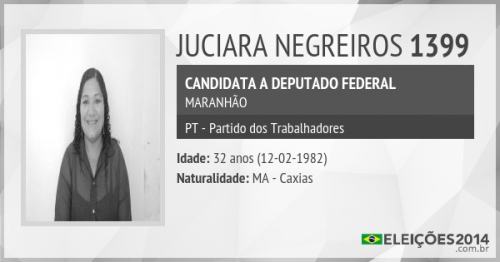 JUCIARA NEGREIROS 1399
CANDIDATA A DEPUTADO FEDERAL
MARANHÃO
PT - Partido dos Trabalhadores
Idade: 32 anos (12-02-1982)
Naturalidade: MA - Caxias
ELEIÇÕES2014
.com.br